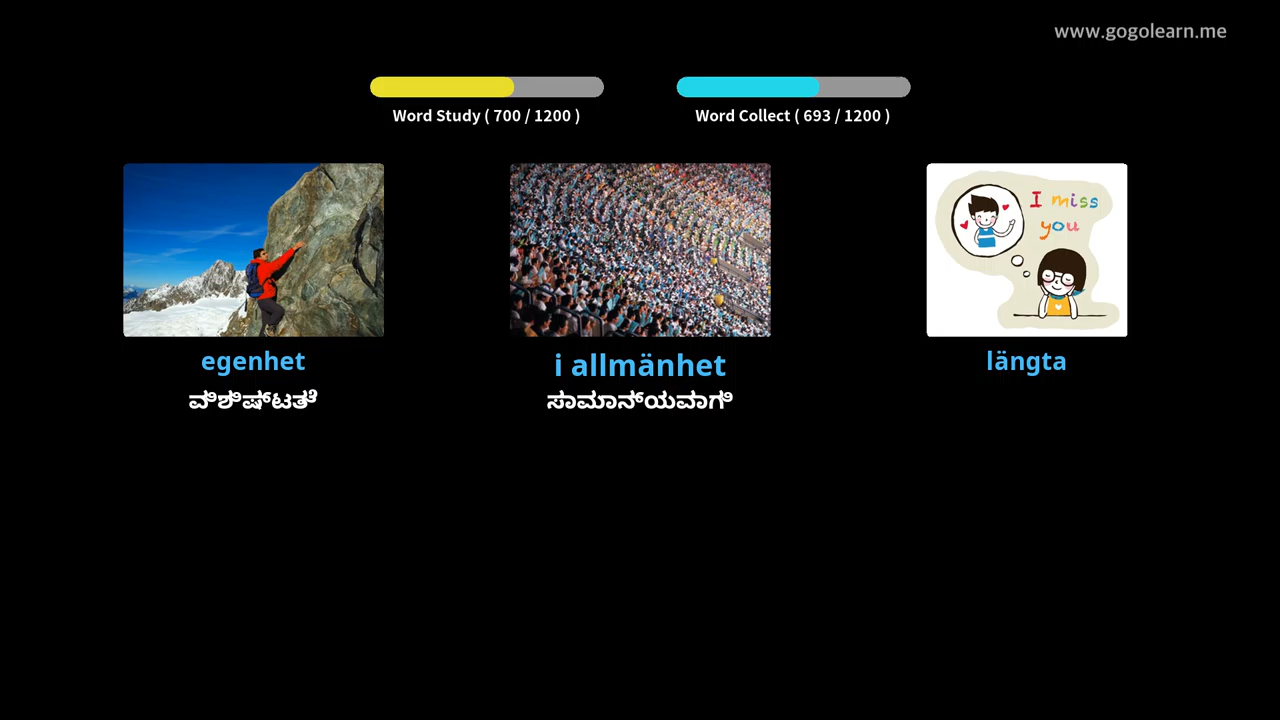 www.gogolearn.me
Word Study ( 700 / 1200 )
Word Collect ( 693 / 1200 )
I miss
you
egenhet
i allmänhet
längta
ವಿಶಿಷ್ಟತೆ
ಸಾಮಾನ್ಯವಾಗಿ